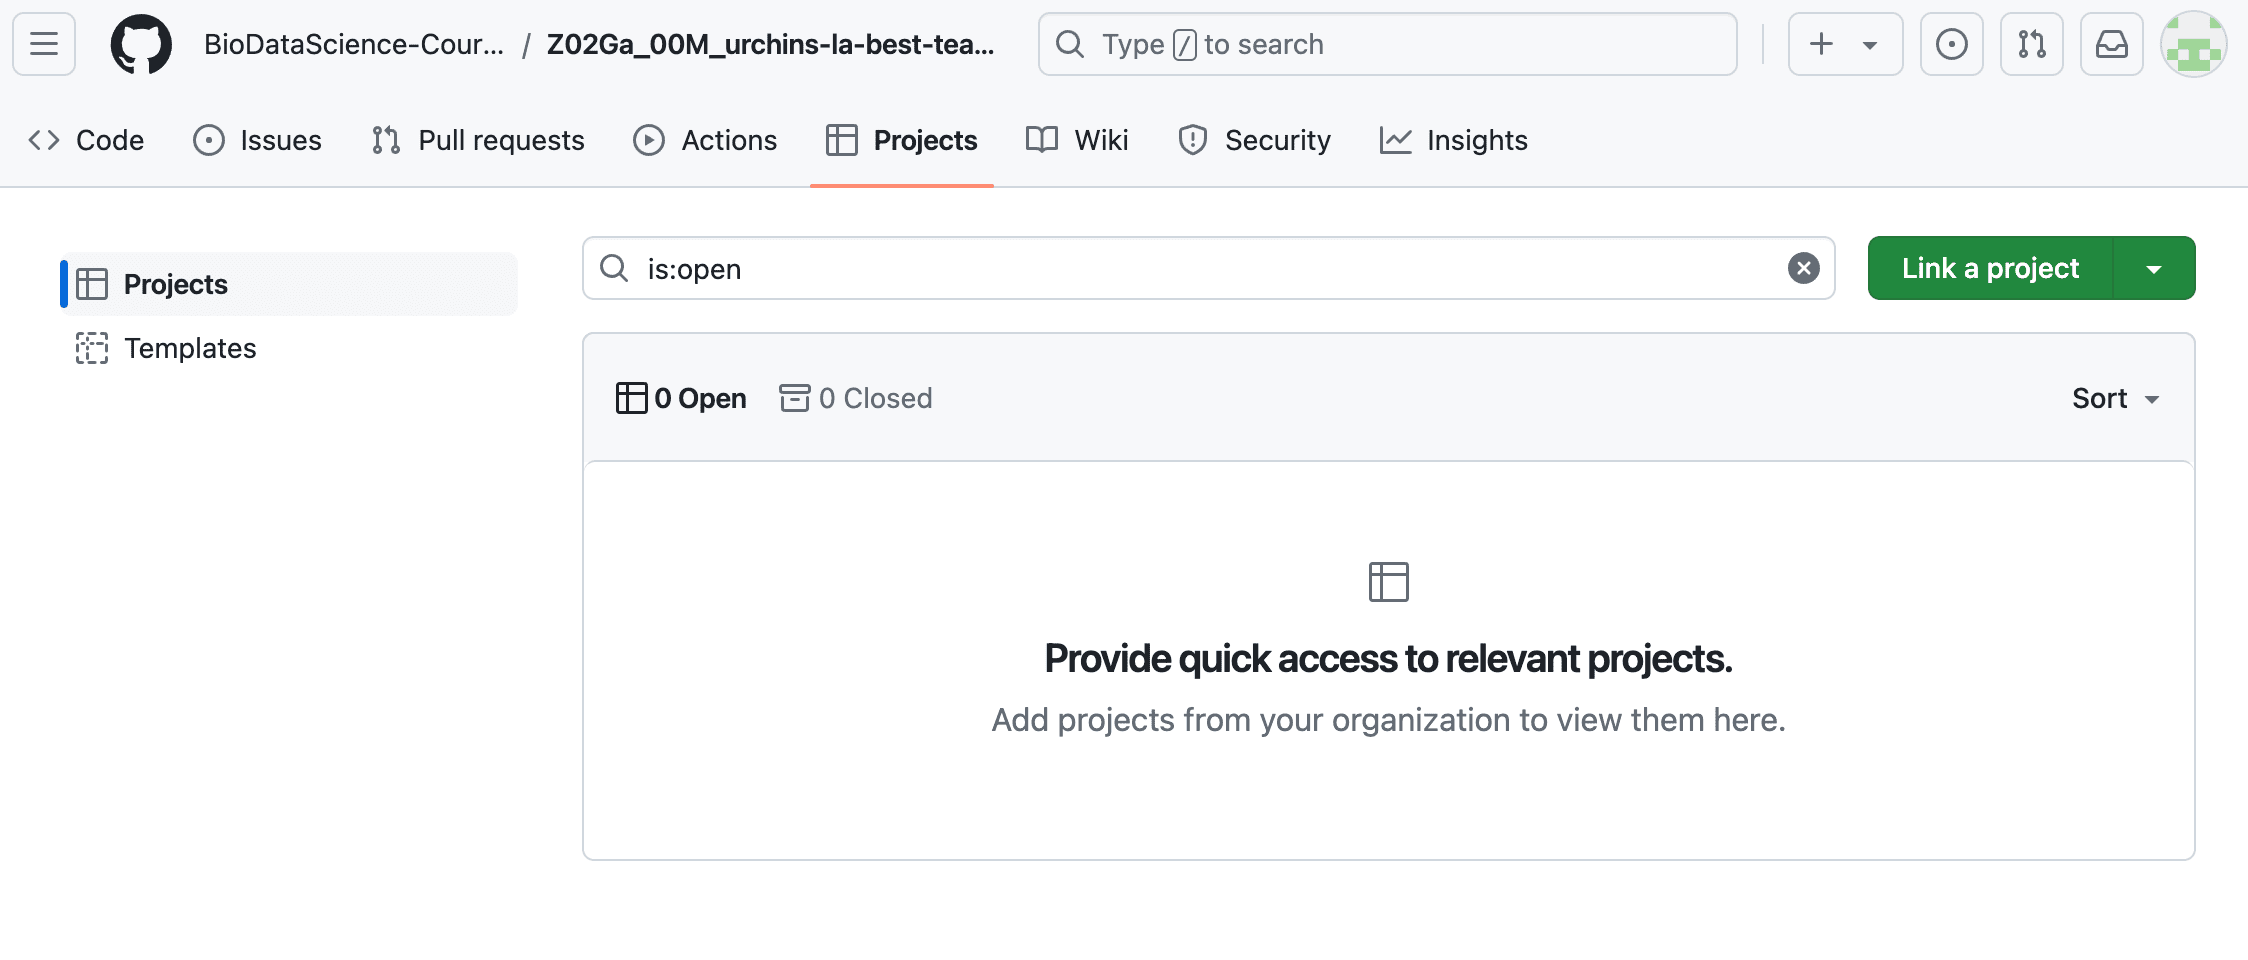 BioDataScience-Cour... / Z02Ga_00M_urchins-la-best-tea... Type / to search
Code Issues Pull requests Actions Projects Wiki Security Insights
Projects
Templates
is:open Link a project
0 Open 0 Closed Sort
Provide quick access to relevant projects.
Add projects from your organization to view them here.